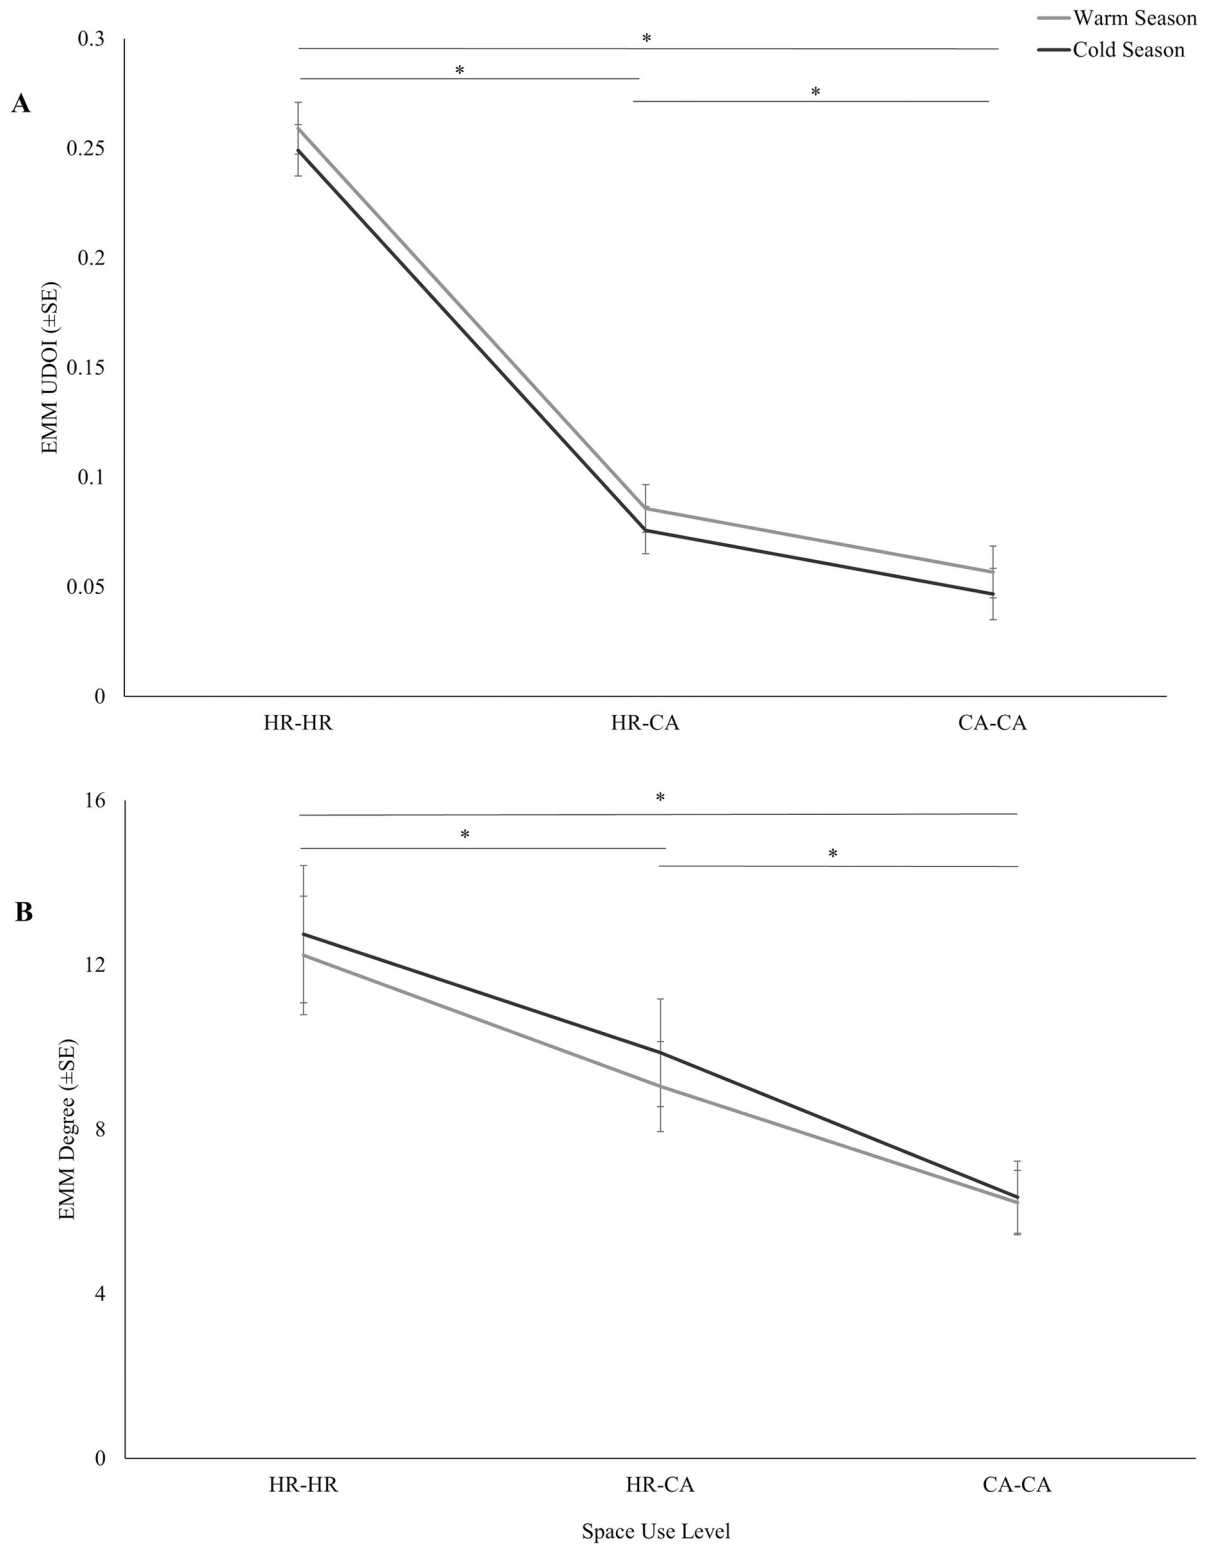 Warm Season
Cold Season
A
*
*
*
0.3
0.25
0.2
0.15
0.1
0.05
0
EMM UDOI (±SE)
HR-HR HR-CA CA-CA
B
*
*
*
16
12
8
4
0
EMM Degree (±SE)
HR-HR HR-CA CA-CA
Space Use Level